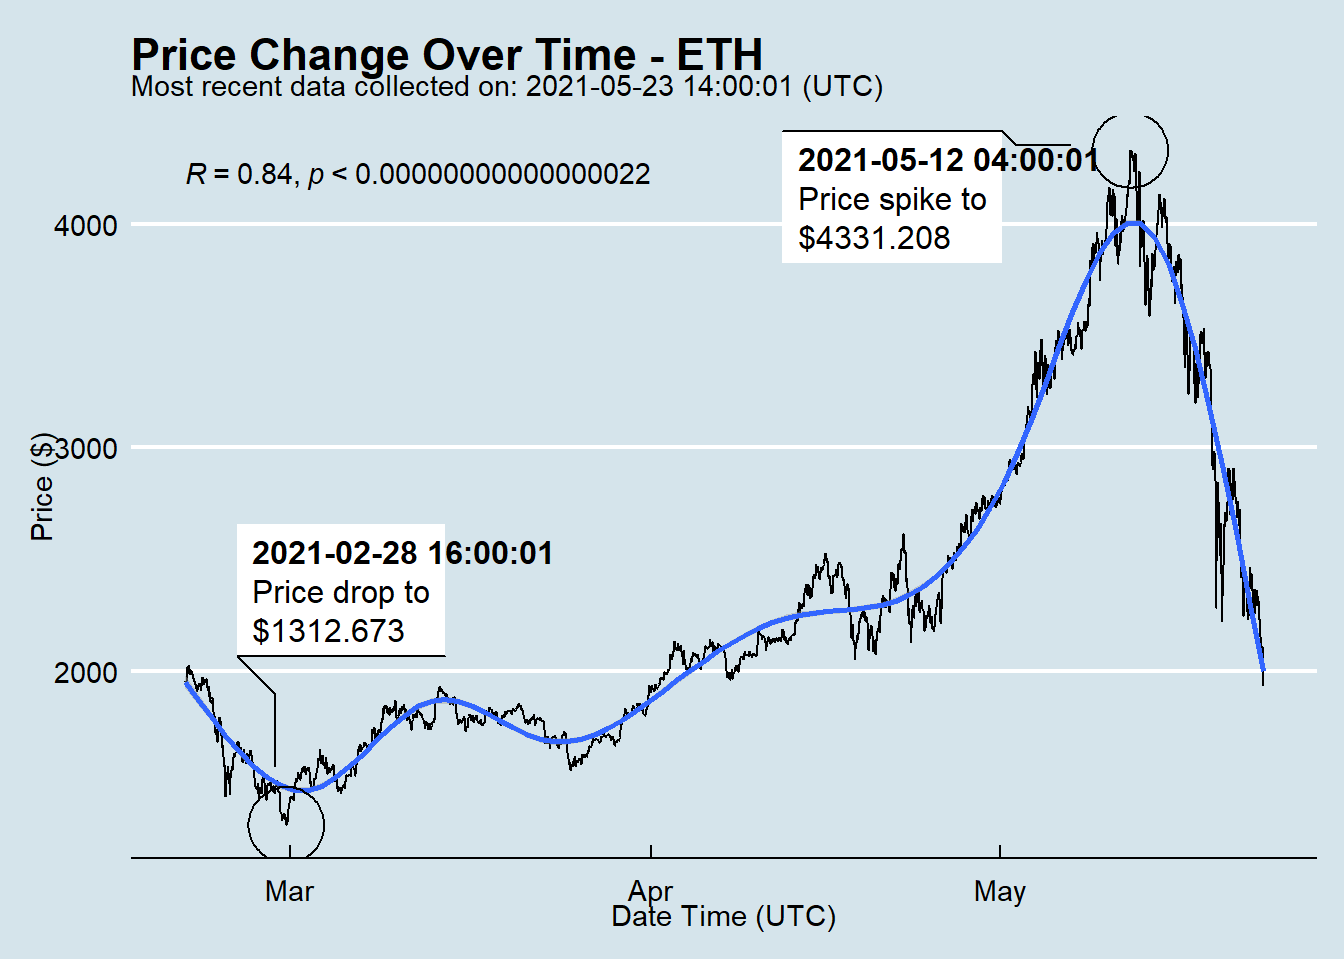 Price Change Over Time - ETH
Most recent data collected on: 2021-05-23 14:00:01 (UTC)
R = 0.84, p < 0.00000000000000022
2021-05-12 04:00:01
Price spike to
$4331.208
4000
3000
2000
Price ($)
2021-02-28 16:00:01
Price drop to
$1312.673
Mar
Apr
May
Date Time (UTC)